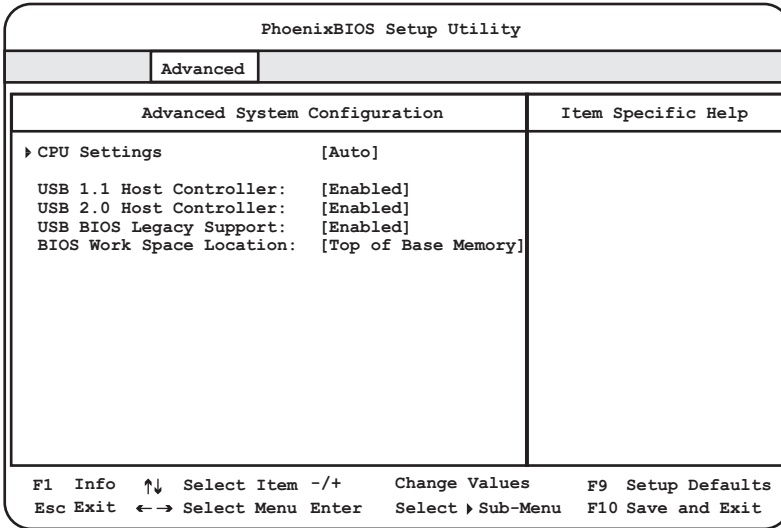 PhoenixBIOS Setup Utility
Advanced
Advanced System Configuration
Item Specific Help
CPU Settings [Auto]
USB 1.1 Host Controller: [Enabled]
USB 2.0 Host Controller: [Enabled]
USB BIOS Legacy Support: [Enabled]
BIOS Work Space Location: [Top of Base Memory]
F1 Info ↑↓ Select Item -/+ Change Values F9 Setup Defaults
Esc Exit ←→ Select Menu Enter Select ▶ Sub-Menu F10 Save and Exit